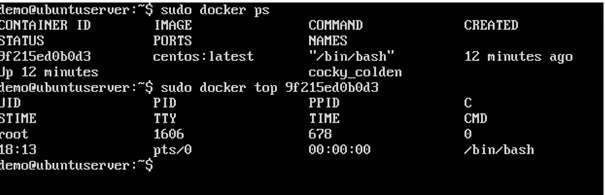 demo@ubuntuserver:~$ sudo docker ps
CONTAINER ID IMAGE COMMAND CREATED
STATUS PORTS NAMES
9f215ed0b0d3 centos:latest "/bin/bash" 12 minutes ago
Up 12 minutes cocky_colden
demo@ubuntuserver:~$ sudo docker top 9f215ed0b0d3
UID PID PPID C
STIME TTY TIME CMD
root 1606 678 0
18:13 pts/0 00:00:00 /bin/bash
demo@ubuntuserver:~$